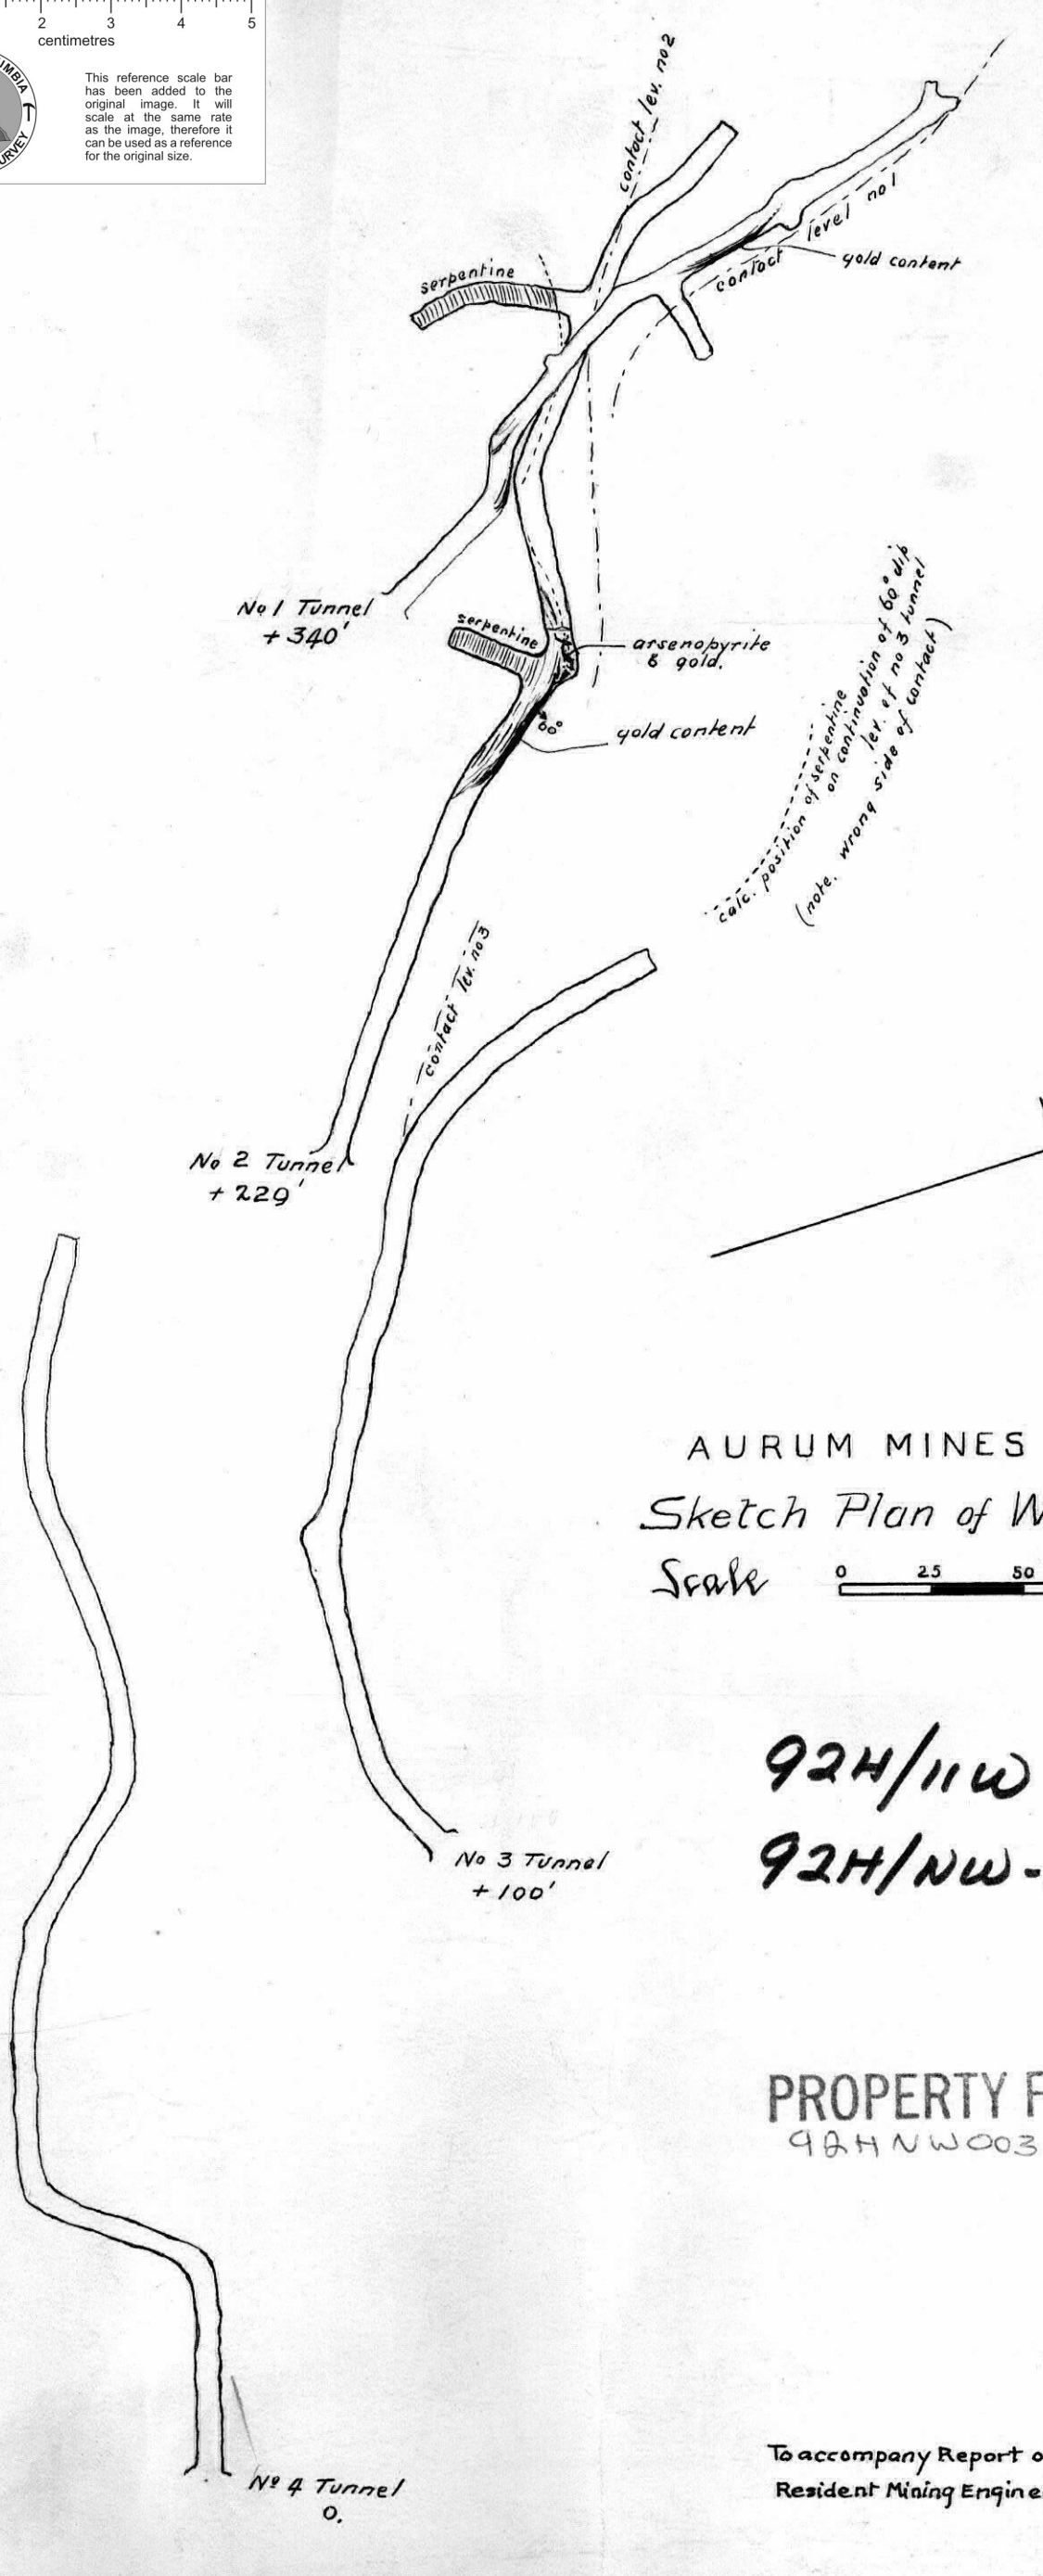 2 3 4 5
centimetres
UMBIA
URVEY
This reference scale bar
has been added to the
original image. It will
scale at the same rate
as the image, therefore it
can be used as a reference
for the original size.
contact lev. no 2
contact level no 1
gold content
serpentine
No 1 Tunnel
+ 340'
serpentine
arsenopyrite
& gold.
60°
gold content
calc. position of serpentine
on continuation of 60° dip
lev. of no 3 tunnel
(note. wrong side of contact)
contact lev. no 3
No 2 Tunnel
+ 229'
AURUM MINES
Sketch Plan of W
Scale 0 25 50
92H/11W
92H/NW-
No 3 Tunnel
+ 100'
PROPERTY F
92HNW003
To accompany Report o
Resident Mining Engine
No 4 Tunnel
0.